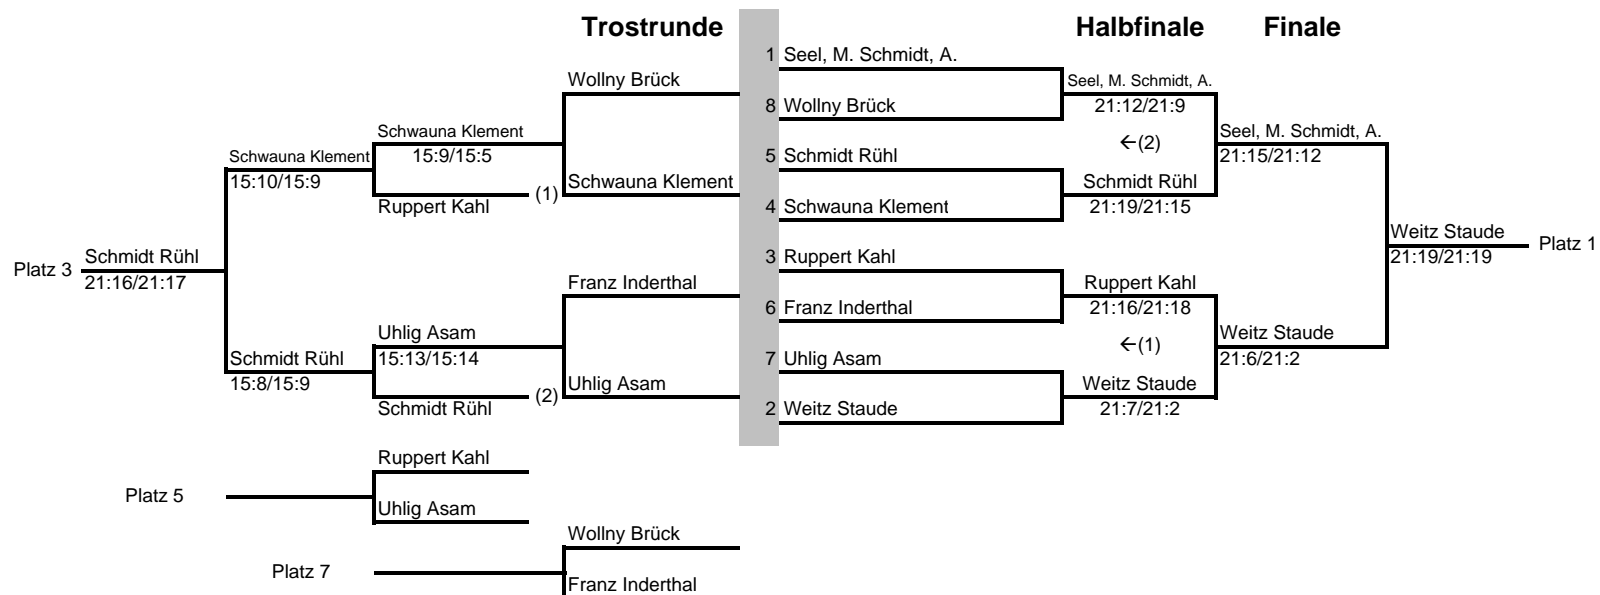 Trostrunde
Halbfinale
Finale
1 Seel, M. Schmidt, A.
Wollny Brück
Seel, M. Schmidt, A.
8 Wollny Brück
21:12/21:9
Schwauna Klement
Seel, M. Schmidt, A.
←(2)
Schwauna Klement
15:9/15:5
5 Schmidt Rühl
21:15/21:12
15:10/15:9
(1)
Schwauna Klement
Schmidt Rühl
Ruppert Kahl
4 Schwauna Klement
21:19/21:15
Weitz Staude
Platz 1
21:19/21:19
Platz 3
Schmidt Rühl
21:16/21:17
3 Ruppert Kahl
Franz Inderthal
Ruppert Kahl
6 Franz Inderthal
21:16/21:18
Uhlig Asam
Weitz Staude
←(1)
Schmidt Rühl
15:13/15:14
7 Uhlig Asam
21:6/21:2
15:8/15:9
(2)
Uhlig Asam
Weitz Staude
Schmidt Rühl
2 Weitz Staude
21:7/21:2
Ruppert Kahl
Platz 5
Uhlig Asam
Wollny Brück
Platz 7
Franz Inderthal